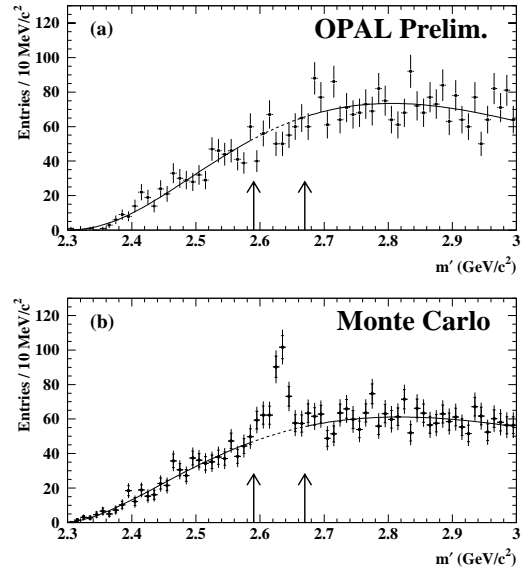 (a) OPAL Prelim.
Entries / 10 MeV/c²
120
100
80
60
40
20
0
2.3 2.4 2.5 2.6 2.7 2.8 2.9 3
m′ (GeV/c²)
(b) Monte Carlo
Entries / 10 MeV/c²
120
100
80
60
40
20
0
2.3 2.4 2.5 2.6 2.7 2.8 2.9 3
m′ (GeV/c²)